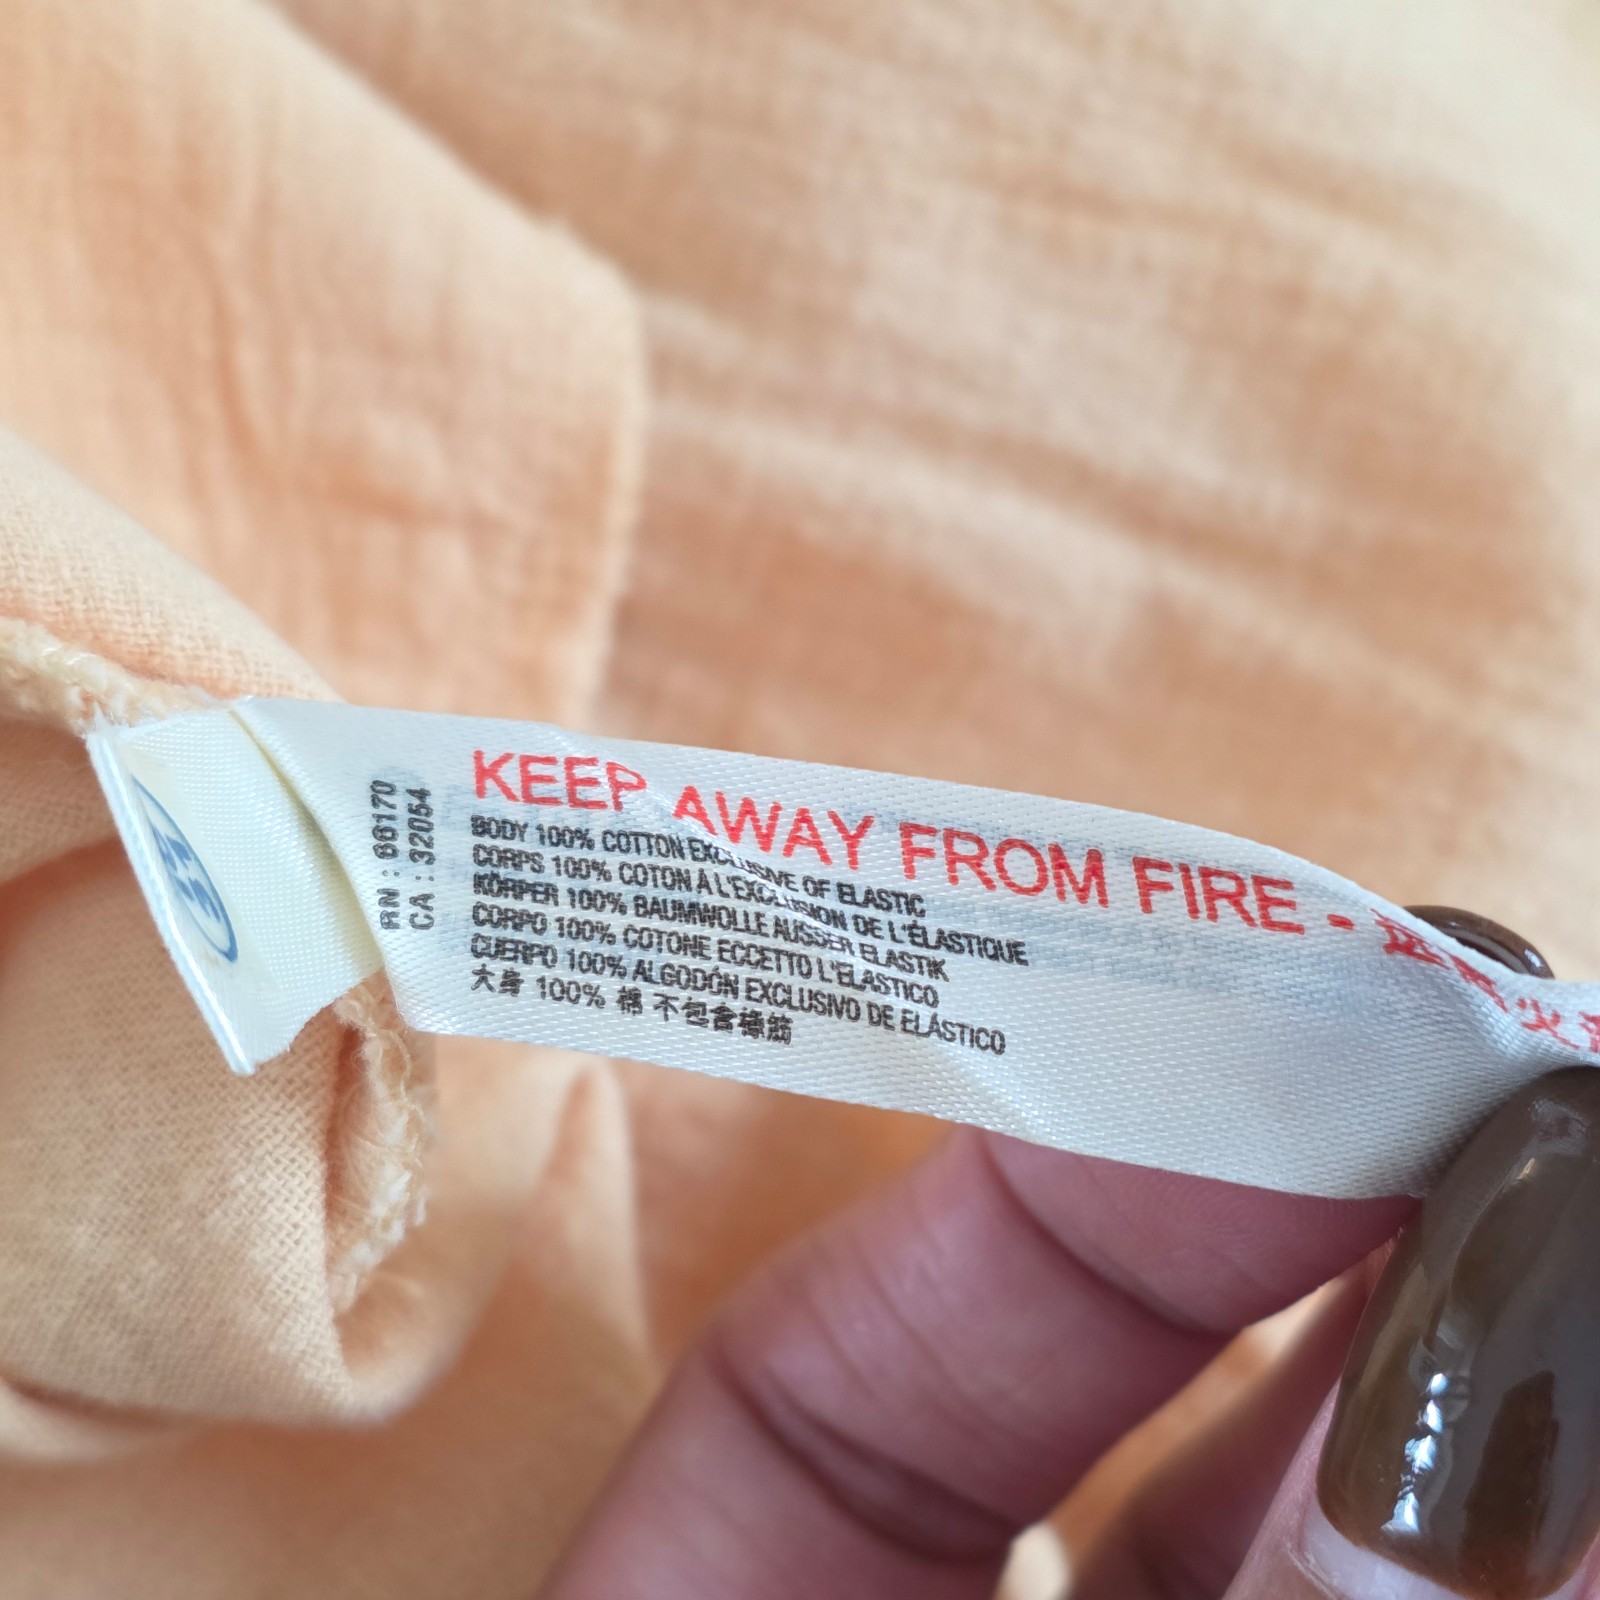 KEEP AWAY FROM FIRE -
RN : 66170
CA : 32054
BODY 100% COTTON EXCLUSIVE OF ELASTIC
CORPS 100% COTON À L'EXCLUSION DE L'ÉLASTIQUE
KÖRPER 100% BAUMWOLLE AUSSER ELASTIK
CORPO 100% COTONE ECCETTO L'ELASTICO
CUERPO 100% ALGODÓN EXCLUSIVO DE ELÁSTICO
大身 100% 棉 不包含橡筋